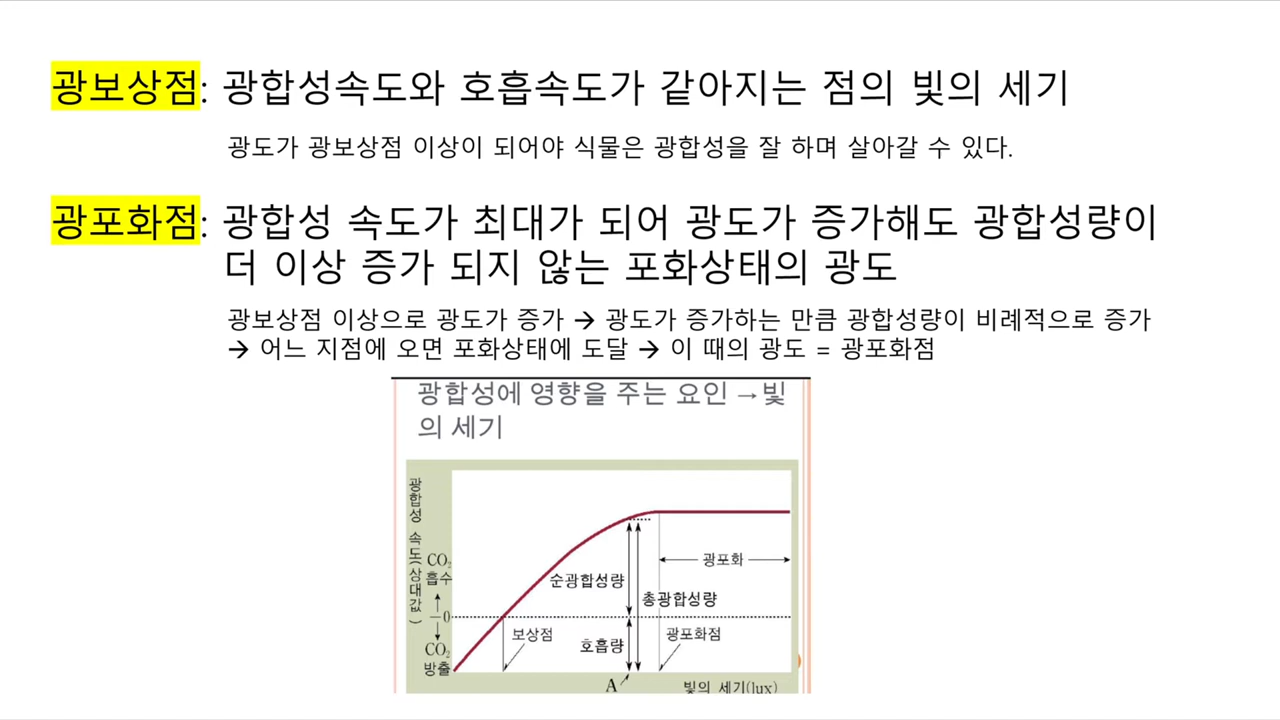 광보상점: 광합성속도와 호흡속도가 같아지는 점의 빛의 세기
광도가 광보상점 이상이 되어야 식물은 광합성을 잘 하며 살아갈 수 있다.
광포화점: 광합성 속도가 최대가 되어 광도가 증가해도 광합성량이
더 이상 증가 되지 않는 포화상태의 광도
광보상점 이상으로 광도가 증가 → 광도가 증가하는 만큼 광합성량이 비례적으로 증가
→ 어느 지점에 오면 포화상태에 도달 → 이 때의 광도 = 광포화점
광합성에 영향을 주는 요인 →빛
의 세기
광합성 속도(상대값)
CO₂
흡수
0
CO₂
방출
순광합성량
총광합성량
광포화
보상점
호흡량
광포화점
A
빛의 세기(lux)